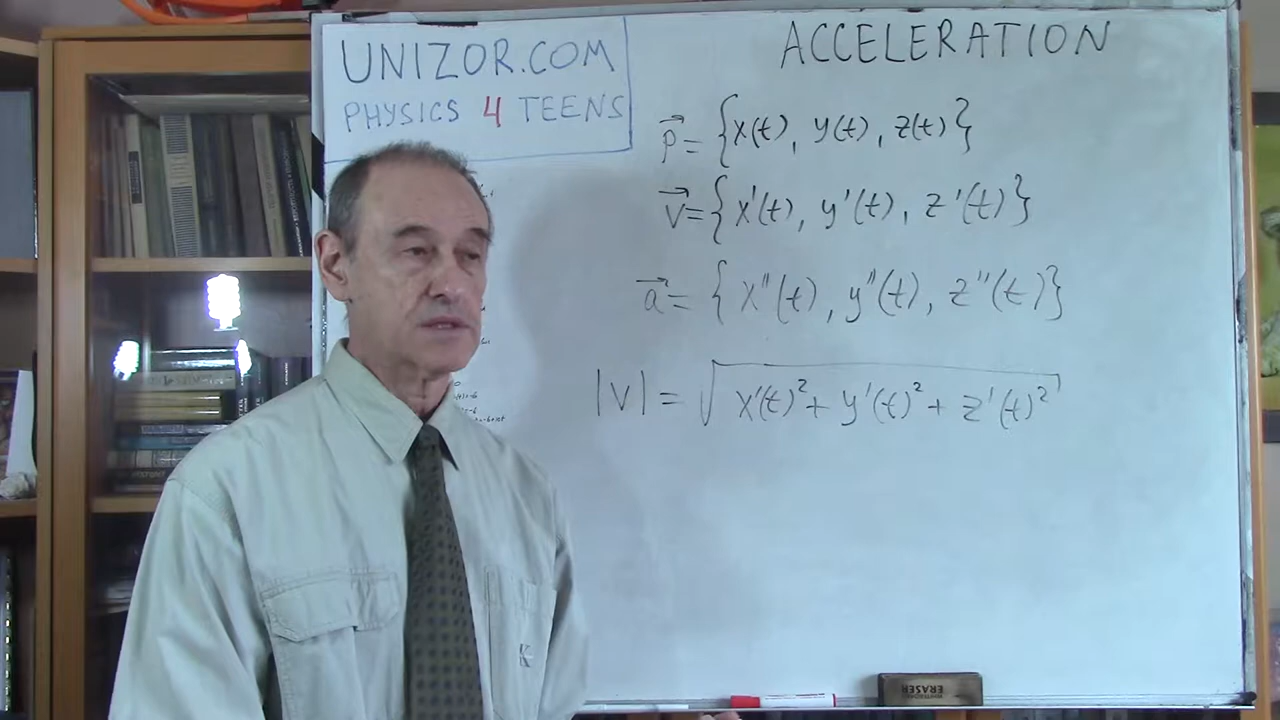 UNIZOR.COM
PHYSICS 4 TEENS
ACCELERATION
p⃗ = {x(t), y(t), z(t)}
v⃗ = {x'(t), y'(t), z'(t)}
a⃗ = {x''(t), y''(t), z''(t)}
|V| = √(x'(t)² + y'(t)² + z'(t)²)
K
ERASER